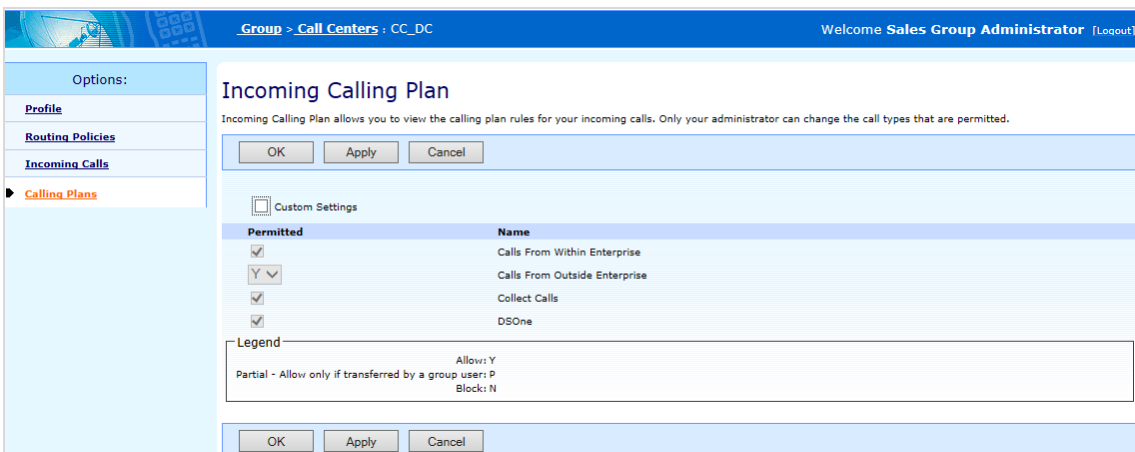 Group > Call Centers : CC_DC
Welcome Sales Group Administrator [Logout]
Options:
Profile
Routing Policies
Incoming Calls
Calling Plans
Incoming Calling Plan
Incoming Calling Plan allows you to view the calling plan rules for your incoming calls. Only your administrator can change the call types that are permitted.
OK Apply Cancel
Custom Settings
Permitted Name
Calls From Within Enterprise
Y Calls From Outside Enterprise
Collect Calls
DSOne
Legend
Allow: Y
Partial - Allow only if transferred by a group user: P
Block: N
OK Apply Cancel